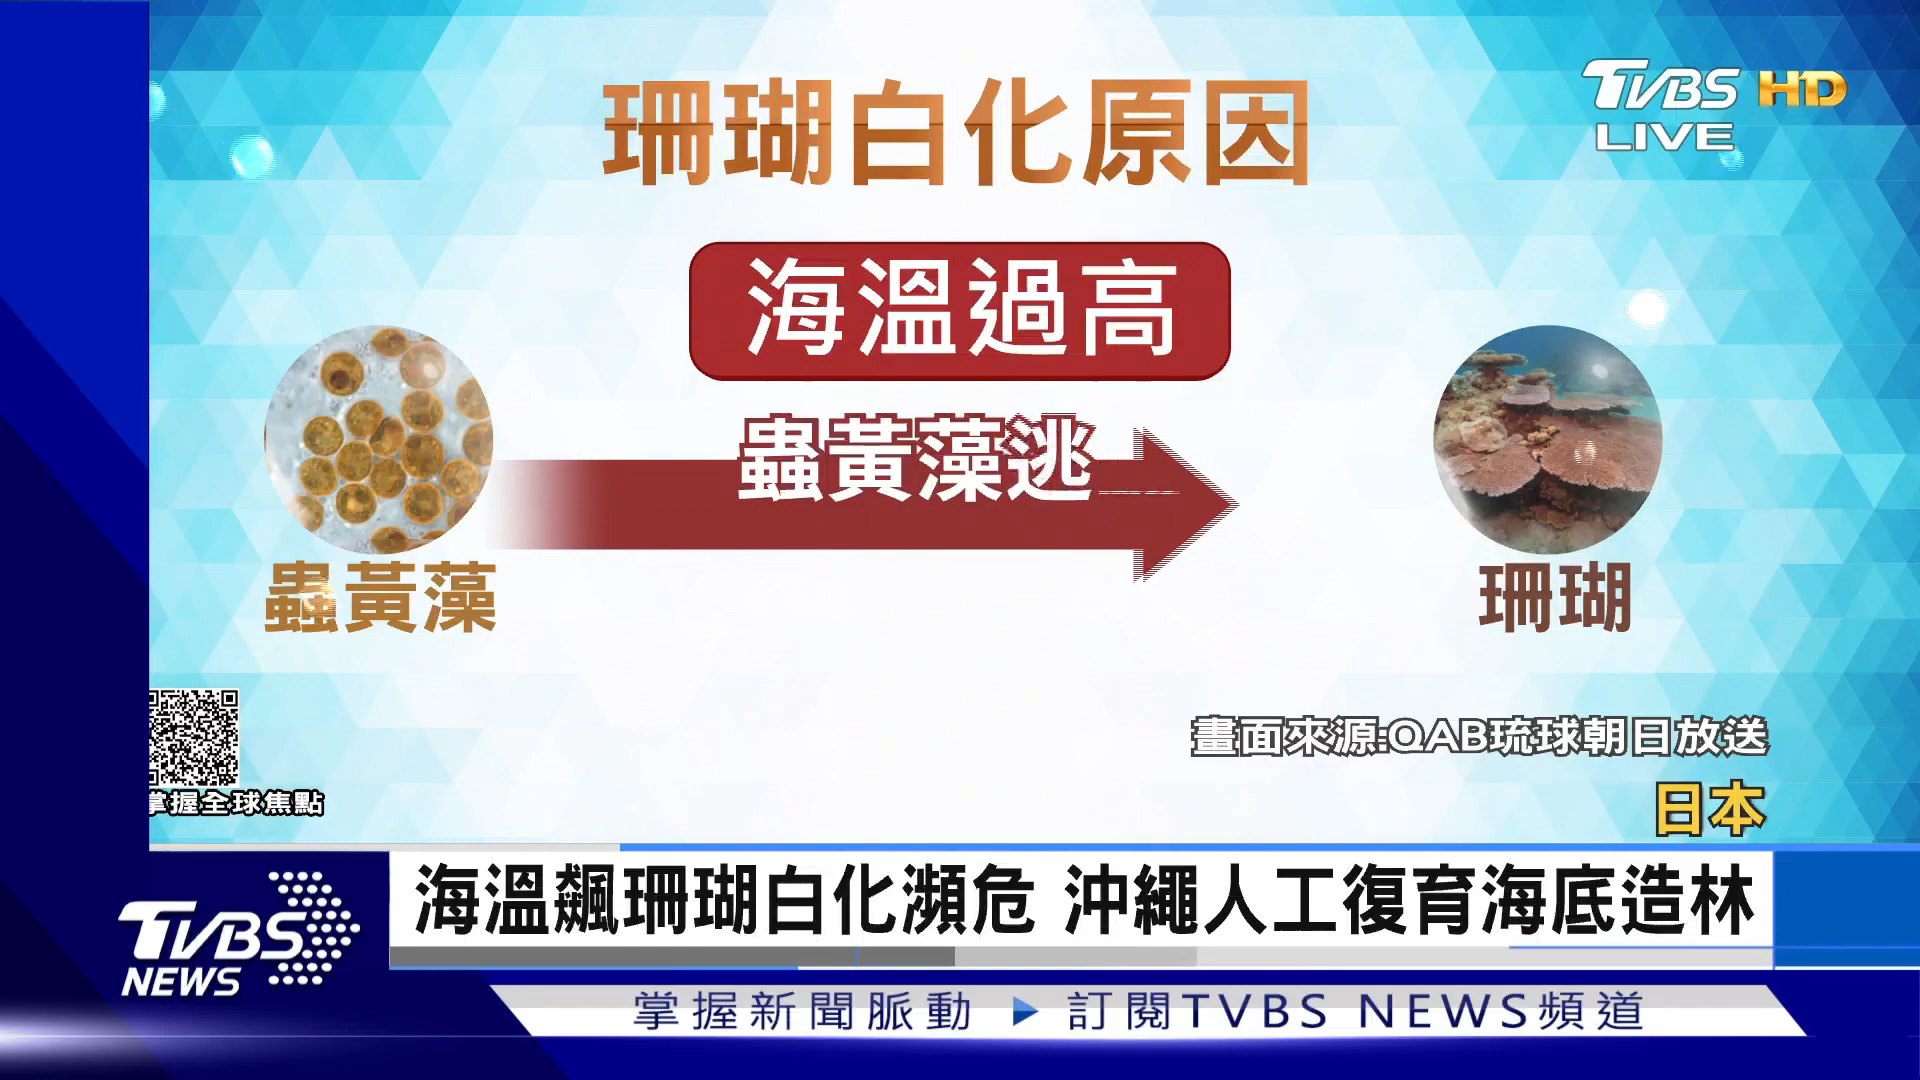 珊瑚白化原因
TVBS HD
LIVE
海溫過高
蟲黃藻逃
蟲黃藻
珊瑚
畫面來源:QAB琉球朝日放送
掌握全球焦點
日本
海溫飆珊瑚白化瀕危 沖繩人工復育海底造林
TVBS
NEWS
掌握新聞脈動 ▶ 訂閱TVBS NEWS頻道